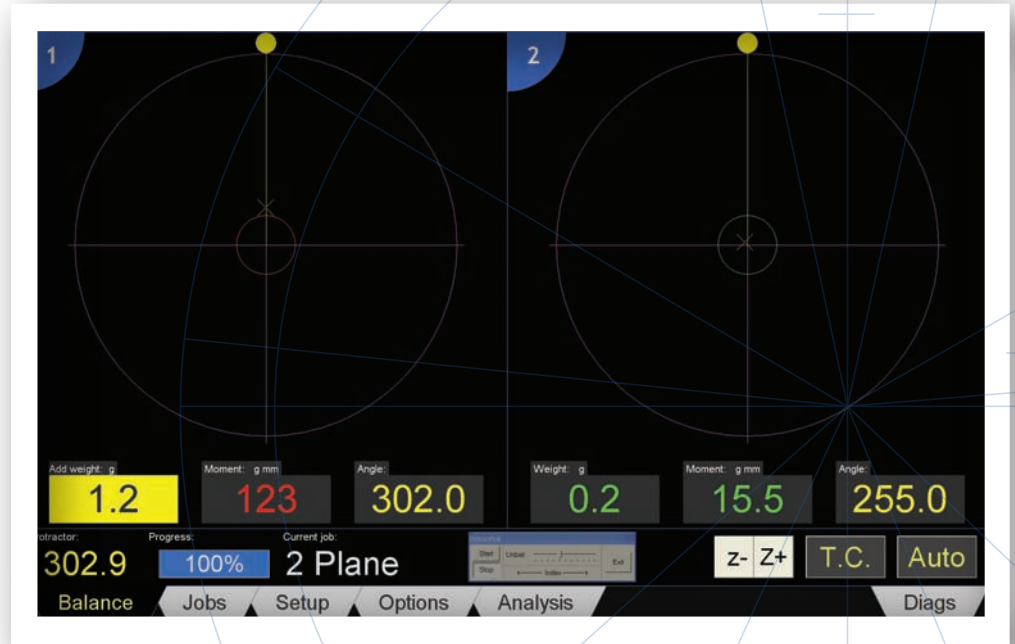 1
2
Add weight: g
Moment: g mm
Angle:
1.2
123
302.0
Weight: g
Moment: g mm
Angle:
0.2
15.5
255.0
otractor:
Progress:
Current job:
302.9
100%
2 Plane
Start
Unbal
Stop
Index
Exit
z- Z+
T.C.
Auto
Balance
Jobs
Setup
Options
Analysis
Diags